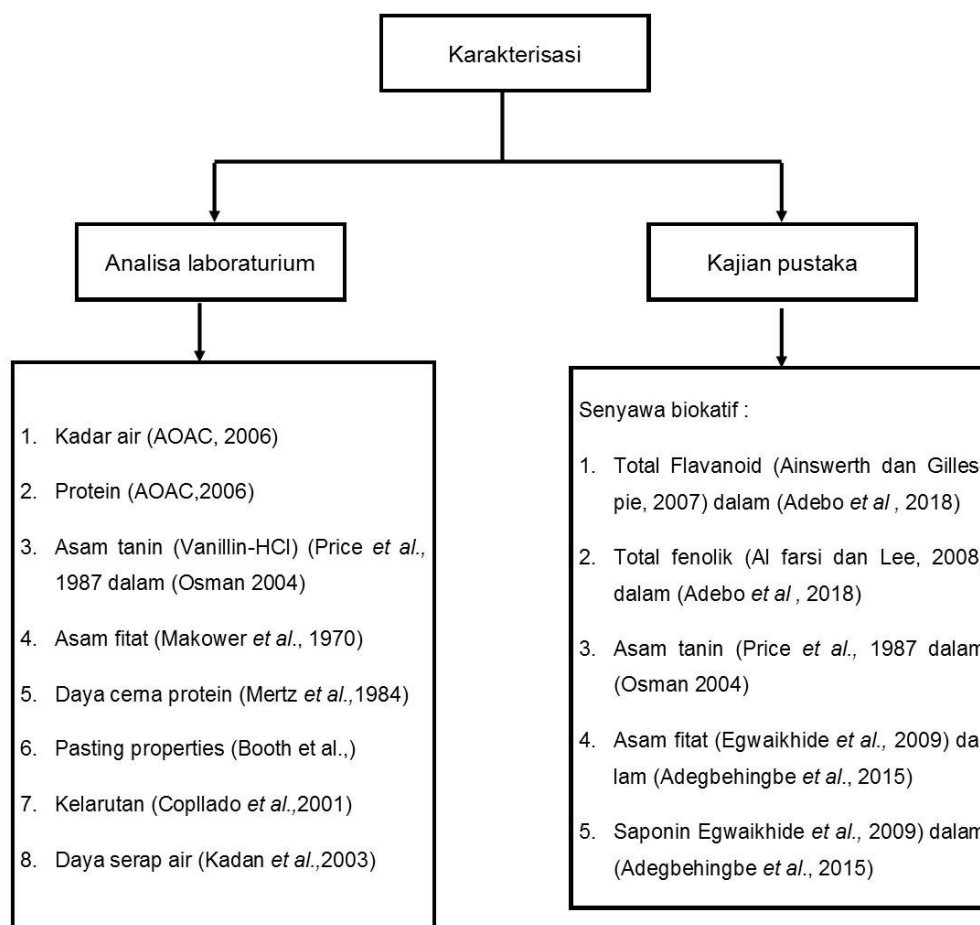 Karakterisasi
Analisa laboraturium
Kajian pustaka
1. Kadar air (AOAC, 2006)
2. Protein (AOAC,2006)
3. Asam tanin (Vanillin-HCl) (Price et al.,
1987 dalam (Osman 2004)
4. Asam fitat (Makower et al., 1970)
5. Daya cerna protein (Mertz et al.,1984)
6. Pasting properties (Booth et al.,)
7. Kelarutan (Copllado et al.,2001)
8. Daya serap air (Kadan et al.,2003)
Senyawa biokatif :
1. Total Flavanoid (Ainswerth dan Gilles
pie, 2007) dalam (Adebo et al , 2018)
2. Total fenolik (Al farsi dan Lee, 2008
dalam (Adebo et al , 2018)
3. Asam tanin (Price et al., 1987 dalam
(Osman 2004)
4. Asam fitat (Egwaikhide et al., 2009) da
lam (Adegbehingbe et al., 2015)
5. Saponin Egwaikhide et al., 2009) dalam
(Adegbehingbe et al., 2015)